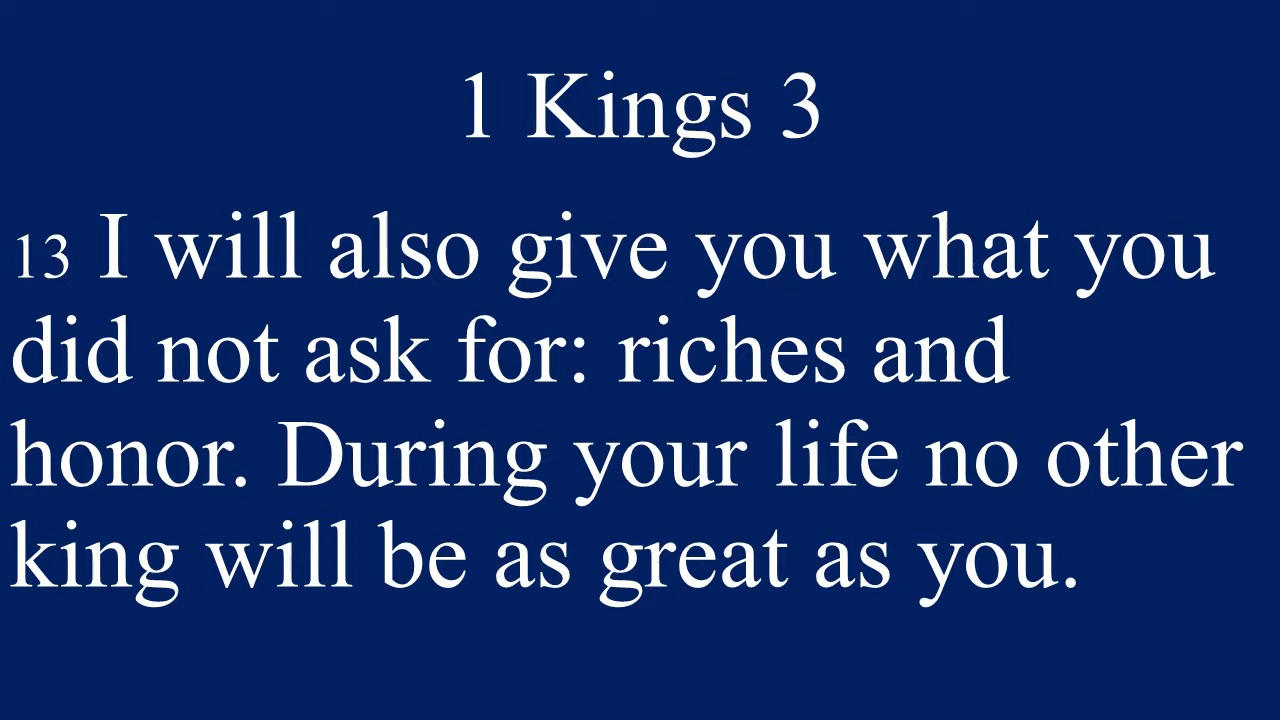 1 Kings 3
13 I will also give you what you
did not ask for: riches and
honor. During your life no other
king will be as great as you.